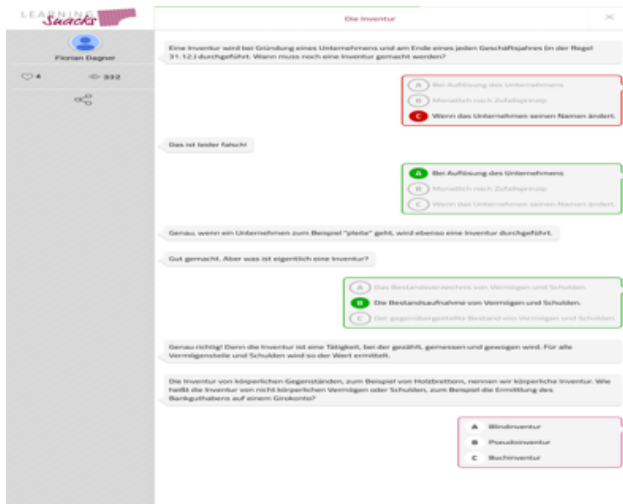 LEARNING
Snacks
Die Inventur
Florian Dagner
4
332
Eine Inventur wird bei Gründung eines Unternehmens und am Ende eines jeden Geschäftsjahres (in der Regel
31.12.) durchgeführt. Wann muss noch eine Inventur gemacht werden?
A Bei Auflösung des Unternehmens
B Monatlich nach Zufallsprinzip
C Wenn das Unternehmen seinen Namen ändert.
Das ist leider falsch!
A Bei Auflösung des Unternehmens
B Monatlich nach Zufallsprinzip
C Wenn das Unternehmen seinen Namen ändert.
Genau, wenn ein Unternehmen zum Beispiel "pleite" geht, wird ebenso eine Inventur durchgeführt.
Gut gemacht. Aber was ist eigentlich eine Inventur?
A Das Bestandsverzeichnis von Vermögen und Schulden.
B Die Bestandsaufnahme von Vermögen und Schulden.
C Der gegenübergestellte Bestand von Vermögen und Schulden.
Genau richtig! Denn die Inventur ist eine Tätigkeit, bei der gezählt, gemessen und gewogen wird. Für alle
Vermögensteile und Schulden wird so der Wert ermittelt.
Die Inventur von körperlichen Gegenständen, zum Beispiel von Holzbrettern, nennen wir körperliche Inventur. Wie
heißt die Inventur von nicht körperlichen Vermögen oder Schulden, zum Beispiel die Ermittlung des
Bankguthabens auf einem Girokonto?
A Blindinventur
B Pseudoinventur
C Buchinventur